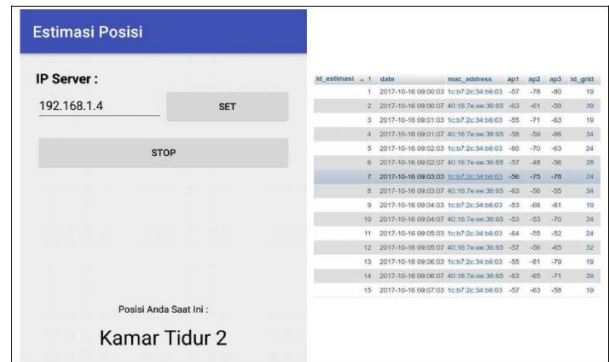 Estimasi Posisi
IP Server :
192.168.1.4 SET
STOP
Posisi Anda Saat Ini :
Kamar Tidur 2
id_estimasi 1 date mac_address ap1 ap2 ap3 id_grid
1 2017-10-16 09:00:03 1c:b7:2c:34:b6:03 -57 -78 -80 19
2 2017-10-16 09:00:07 40:16:7e:ee:36:65 -63 -61 -58 39
3 2017-10-16 09:01:03 1c:b7:2c:34:b6:03 -55 -71 -63 19
4 2017-10-16 09:01:07 40:16:7e:ee:36:65 -58 -59 -66 34
5 2017-10-16 09:02:03 1c:b7:2c:34:b6:03 -60 -70 -63 24
6 2017-10-16 09:02:07 40:16:7e:ee:36:65 -57 -48 -56 28
7 2017-10-16 09:03:03 1c:b7:2c:34:b6:03 -56 -75 -78 24
8 2017-10-16 09:03:07 40:16:7e:ee:36:65 -63 -56 -55 34
9 2017-10-16 09:04:03 1c:b7:2c:34:b6:03 -53 -66 -61 19
10 2017-10-16 09:04:07 40:16:7e:ee:36:65 -53 -53 -70 34
11 2017-10-16 09:05:03 1c:b7:2c:34:b6:03 -64 -55 -52 24
12 2017-10-16 09:05:07 40:16:7e:ee:36:65 -57 -56 -65 32
13 2017-10-16 09:06:03 1c:b7:2c:34:b6:03 -55 -81 -79 19
14 2017-10-16 09:06:07 40:16:7e:ee:36:65 -63 -65 -71 39
15 2017-10-16 09:07:03 1c:b7:2c:34:b6:03 -57 -63 -58 19